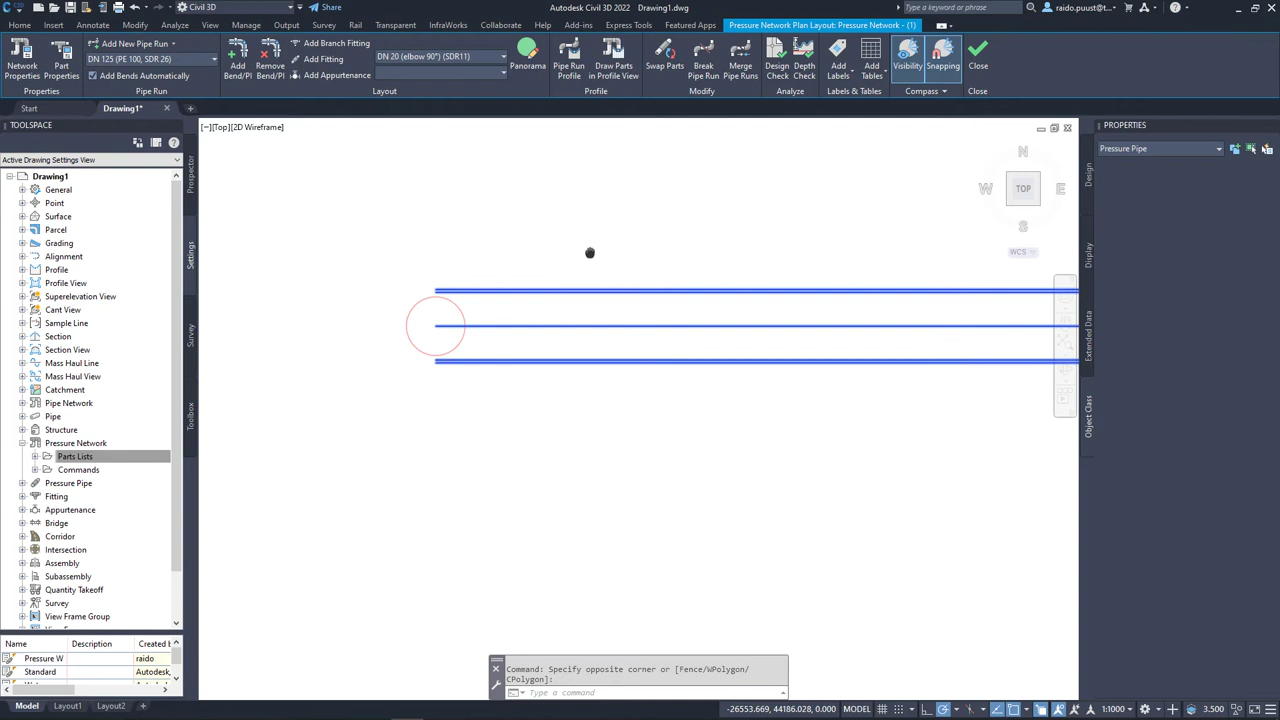 Civil 3D
Share
Autodesk Civil 3D 2022 Drawing1.dwg
Type a keyword or phrase
raido.puust@...
Home Insert Annotate Modify Analyze View Manage Output Survey Rail Transparent InfraWorks Collaborate Help Add-ins Express Tools Featured Apps Pressure Network Plan Layout: Pressure Network - (1)
Network Properties
Part Properties
Properties
Add New Pipe Run
DN 125 (PE 100, SDR 26)
Add Bends Automatically
Pipe Run
Add Bend/PI
Remove Bend/PI
Add Branch Fitting
Add Fitting
Add Appurtenance
DN 20 (elbow 90°) (SDR11)
Layout
Panorama
Pipe Run Profile
Draw Parts in Profile View
Profile
Swap Parts
Break Pipe Run
Merge Pipe Runs
Modify
Design Check
Depth Check
Analyze
Add Labels
Add Tables
Labels & Tables
Visibility
Snapping
Compass
Close
Close
Start
Drawing1*
TOOLSPACE
Active Drawing Settings View
Drawing1
General
Point
Surface
Parcel
Grading
Alignment
Profile
Profile View
Superelevation View
Cant View
Sample Line
Section
Section View
Mass Haul Line
Mass Haul View
Catchment
Pipe Network
Pipe
Structure
Pressure Network
Parts Lists
Commands
Pressure Pipe
Fitting
Appurtenance
Bridge
Corridor
Intersection
Assembly
Subassembly
Quantity Takeoff
Survey
View Frame Group
Name Description Created b
Pressure W raido
Standard Autodesk,
Prospector
Settings
Survey
Toolbox
[−][Top][2D Wireframe]
N
W TOP E
S
WCS
PROPERTIES
Pressure Pipe
Design
Display
Extended Data
Object Class
Command: Specify opposite corner or [Fence/WPolygon/
CPolygon]:
Type a command
Model Layout1 Layout2
-26553.669, 44186.028, 0.000 MODEL 1:1000 3.500